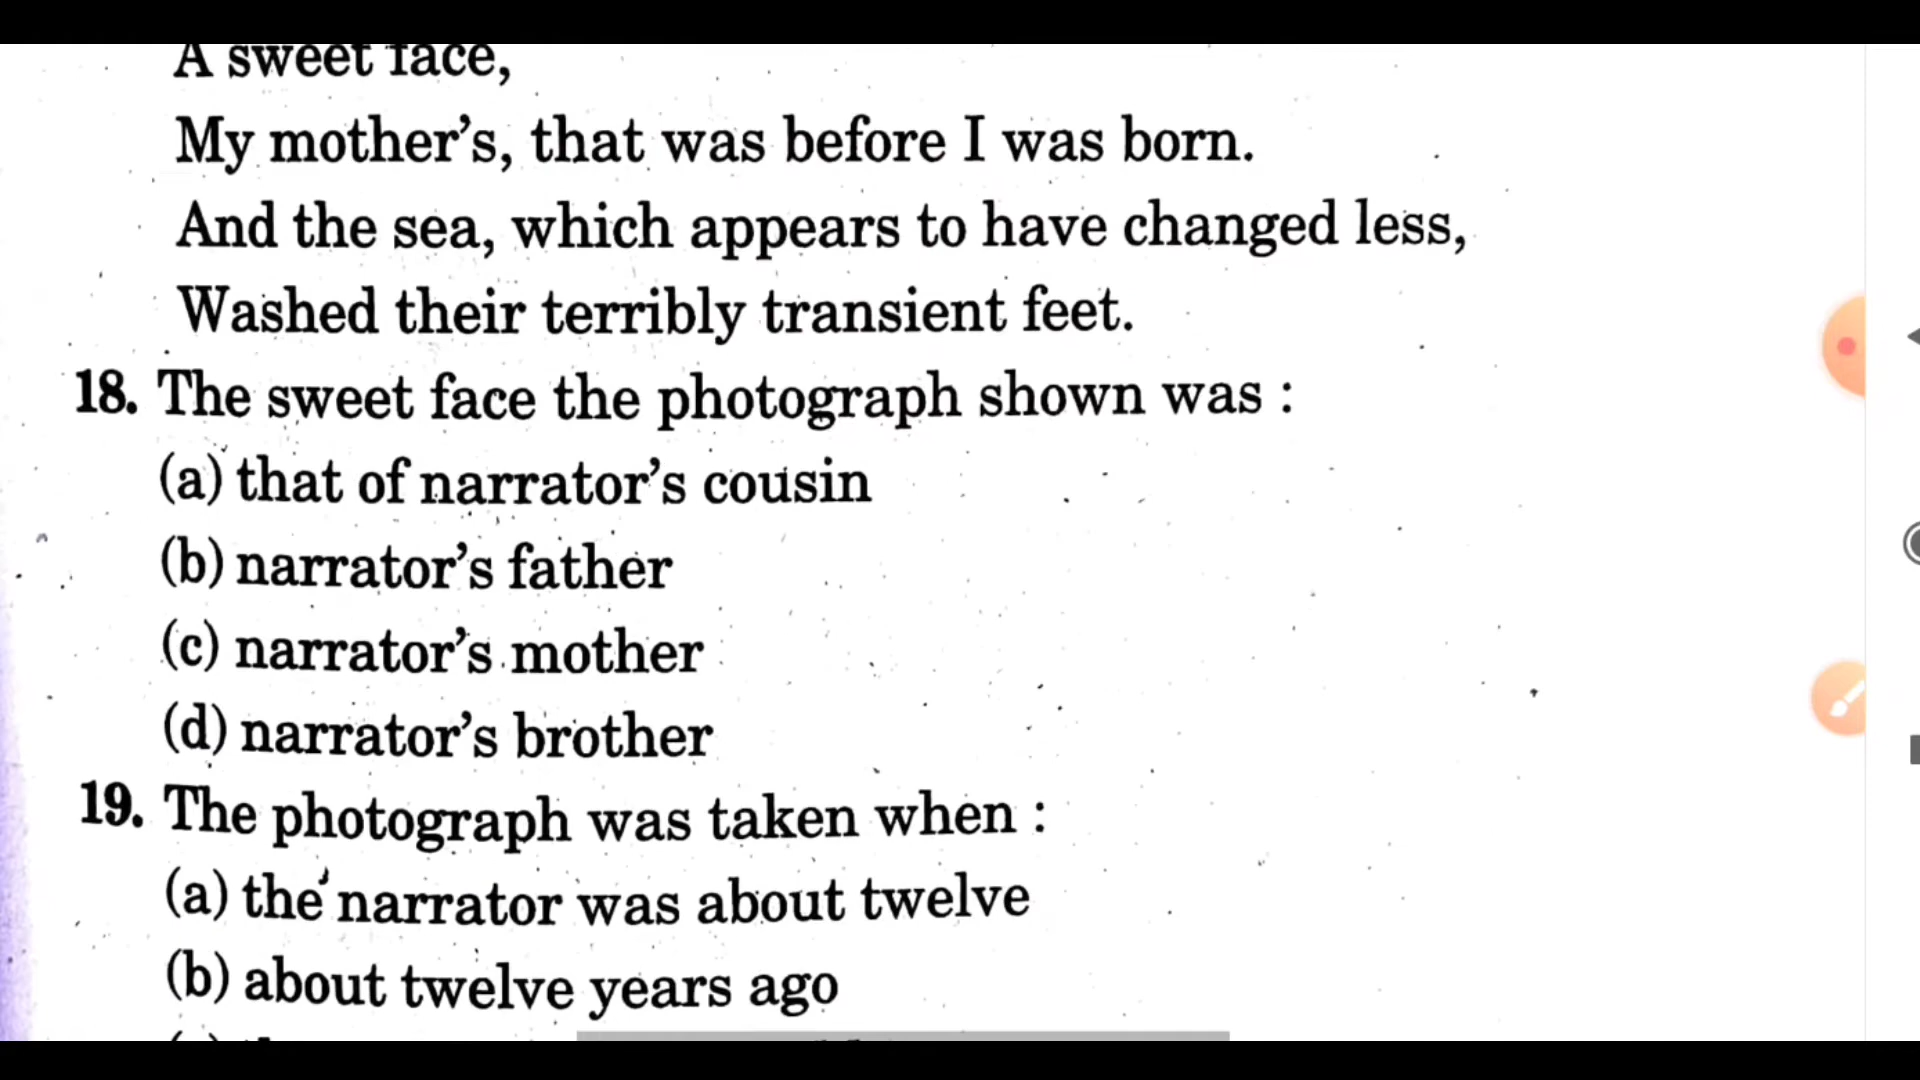 A sweet face,
My mother's, that was before I was born.
And the sea, which appears to have changed less,
Washed their terribly transient feet.
18. The sweet face the photograph shown was :
(a) that of narrator's cousin
(b) narrator's father
(c) narrator's mother
(d) narrator's brother
19. The photograph was taken when :
(a) the narrator was about twelve
(b) about twelve years ago